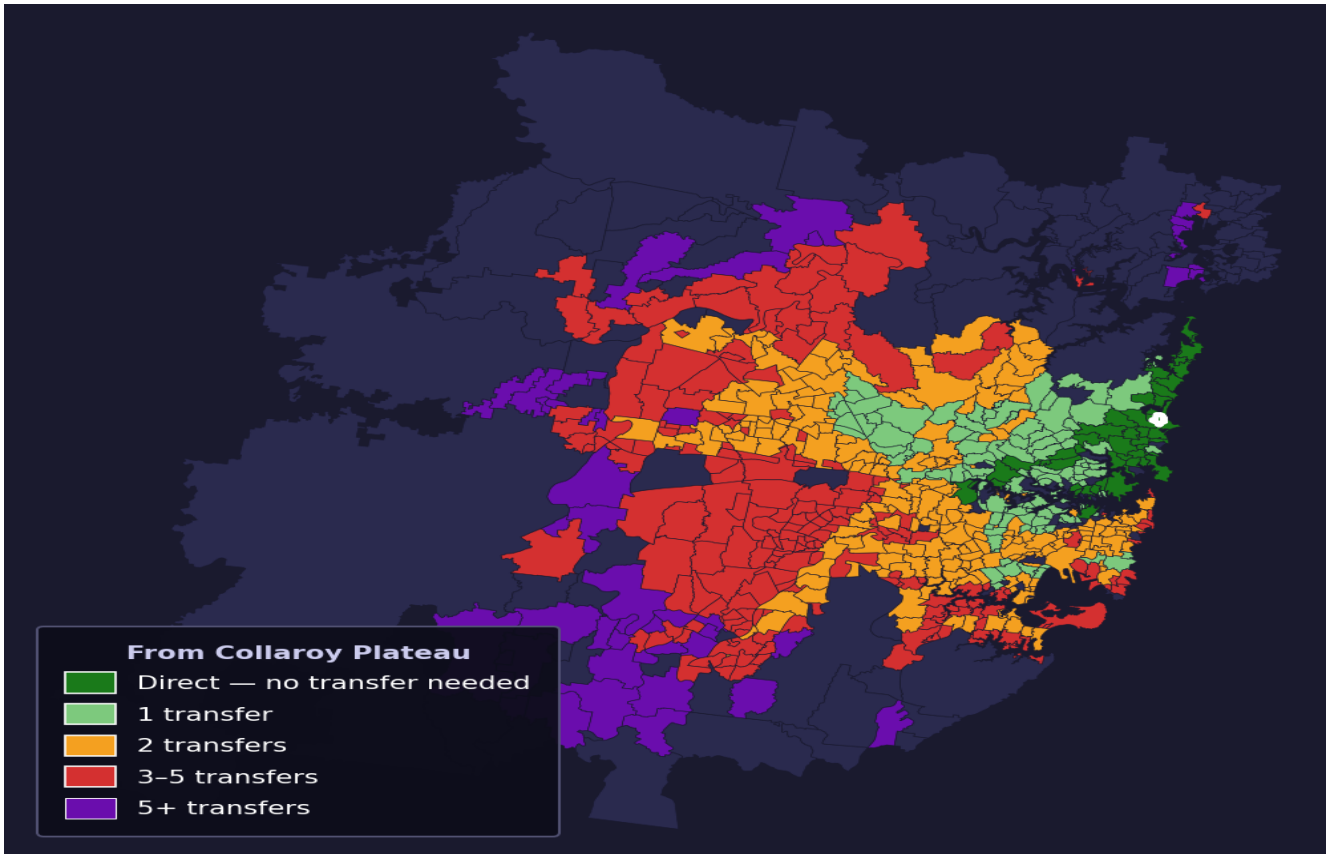 From Collaroy Plateau
Direct — no transfer needed
1 transfer
2 transfers
3–5 transfers
5+ transfers